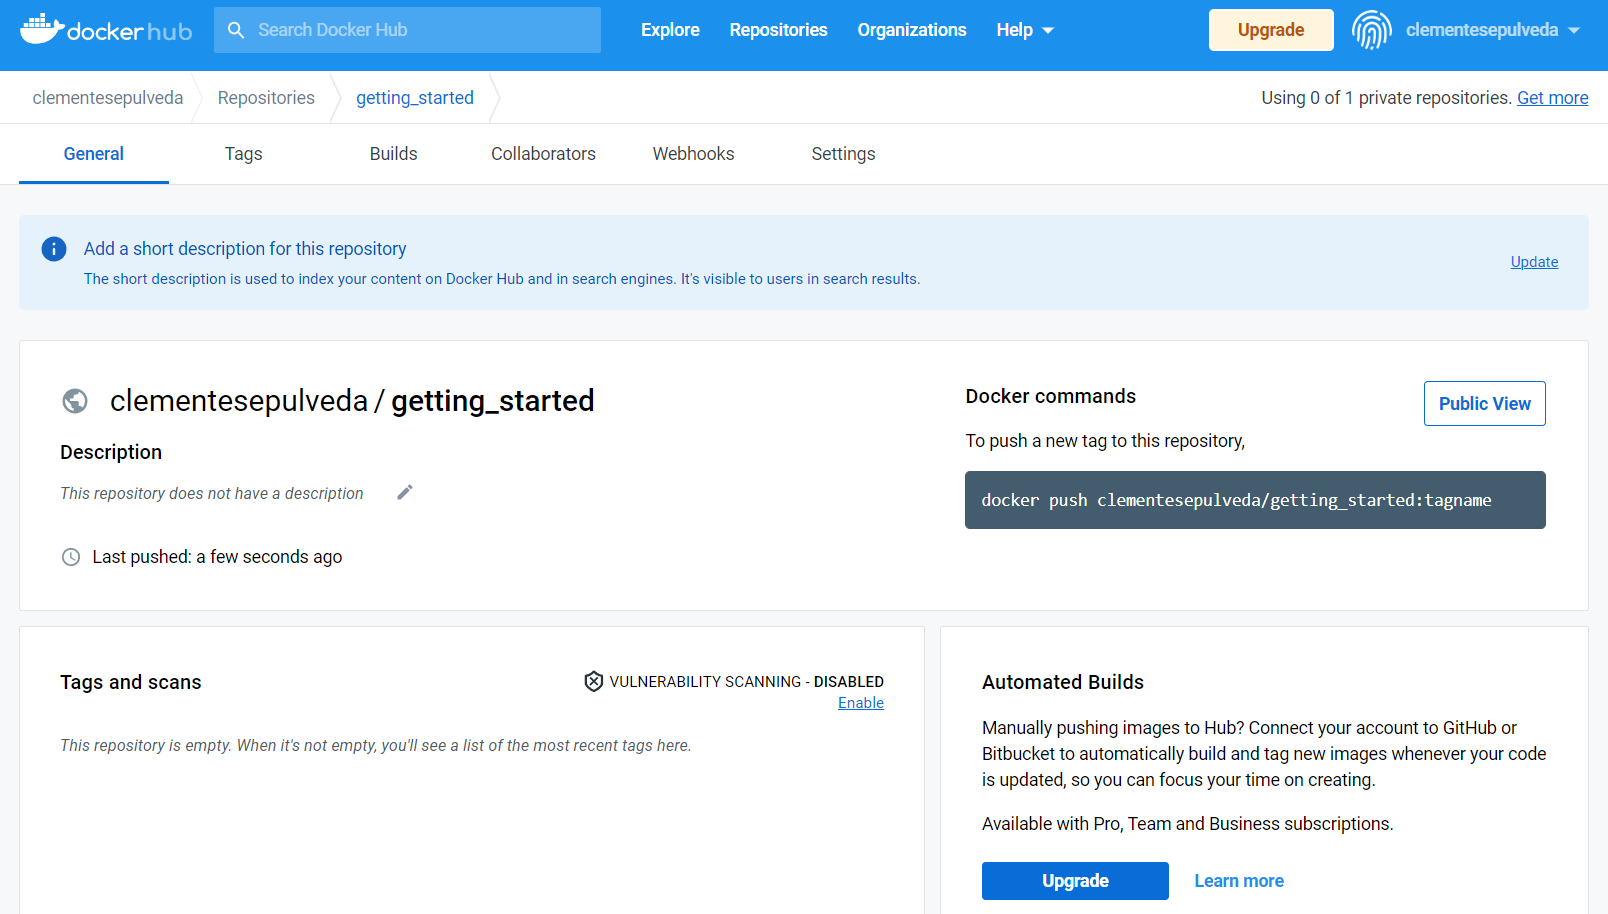 docker hub
Search Docker Hub
Explore
Repositories
Organizations
Help
Upgrade
clementesepulveda
clementesepulveda
Repositories
getting_started
Using 0 of 1 private repositories. Get more
General
Tags
Builds
Collaborators
Webhooks
Settings
Add a short description for this repository
The short description is used to index your content on Docker Hub and in search engines. It's visible to users in search results.
Update
clementesepulveda / getting_started
Description
This repository does not have a description
Last pushed: a few seconds ago
Docker commands
Public View
To push a new tag to this repository,
docker push clementesepulveda/getting_started:tagname
Tags and scans
VULNERABILITY SCANNING - DISABLED
Enable
This repository is empty. When it's not empty, you'll see a list of the most recent tags here.
Automated Builds
Manually pushing images to Hub? Connect your account to GitHub or
Bitbucket to automatically build and tag new images whenever your code
is updated, so you can focus your time on creating.
Available with Pro, Team and Business subscriptions.
Upgrade
Learn more